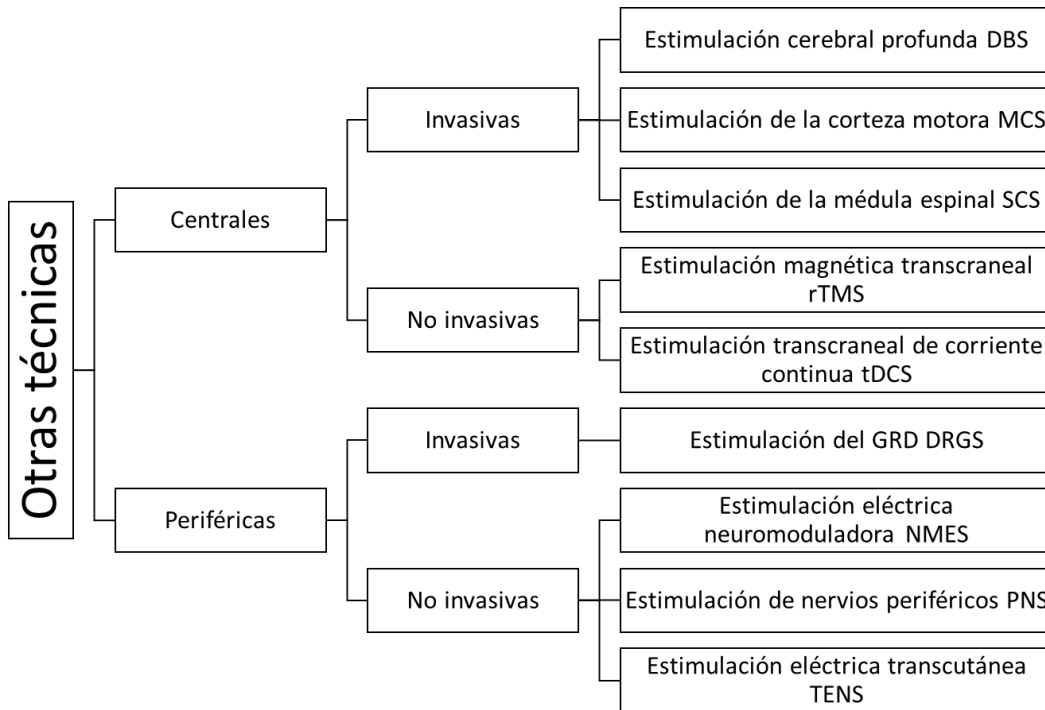 Otras técnicas
Centrales
Invasivas
Estimulación cerebral profunda DBS
Estimulación de la corteza motora MCS
Estimulación de la médula espinal SCS
No invasivas
Estimulación magnética transcraneal
rTMS
Estimulación transcraneal de corriente
continua tDCS
Periféricas
Invasivas
Estimulación del GRD DRGS
No invasivas
Estimulación eléctrica
neuromoduladora NMES
Estimulación de nervios periféricos PNS
Estimulación eléctrica transcutánea
TENS